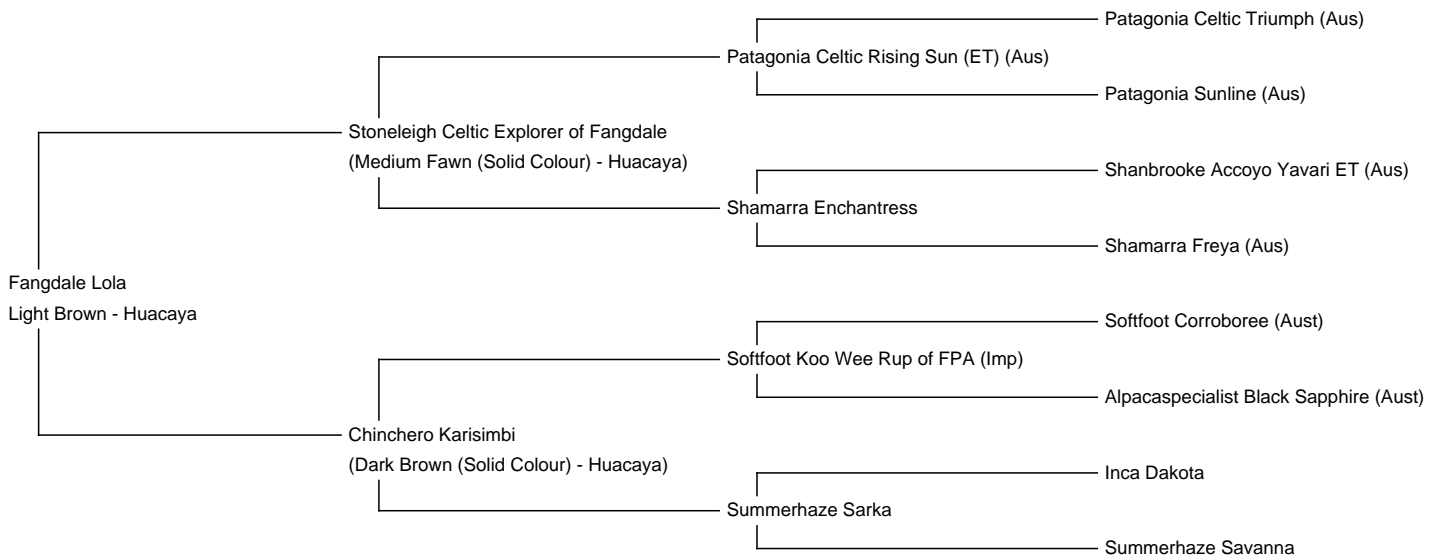 Patagonia Celtic Triumph (Aus)
Patagonia Celtic Rising Sun (ET) (Aus)
Patagonia Sunline (Aus)
Stoneleigh Celtic Explorer of Fangdale
(Medium Fawn (Solid Colour) - Huacaya)
Shanbrooke Accoyo Yavari ET (Aus)
Shamarra Enchantress
Shamarra Freya (Aus)
Fangdale Lola
Light Brown - Huacaya
Softfoot Corroboree (Aust)
Softfoot Koo Wee Rup of FPA (Imp)
Alpacaspecialist Black Sapphire (Aust)
Chinchero Karisimbi
(Dark Brown (Solid Colour) - Huacaya)
Inca Dakota
Summerhaze Sarka
Summerhaze Savanna